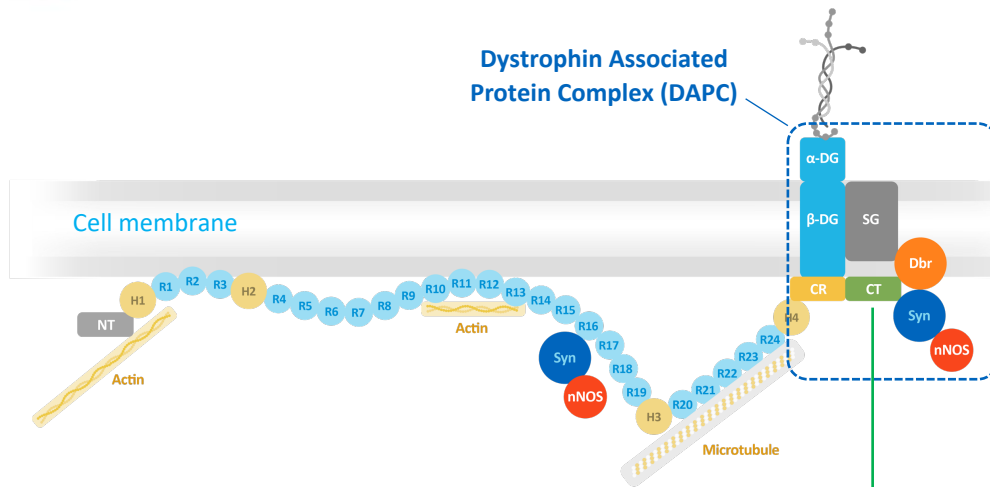 Dystrophin Associated
Protein Complex (DAPC)
α-DG
Cell membrane
β-DG
SG
Dbr
H1
R1
R2
R3
H2
R4
R5
R6
R7
R8
R9
R10
R11
R12
R13
R14
R15
R16
R17
R18
R19
H3
R20
R21
R22
R23
R24
H4
CR
CT
NT
Actin
Actin
Syn
nNOS
Syn
nNOS
Microtubule